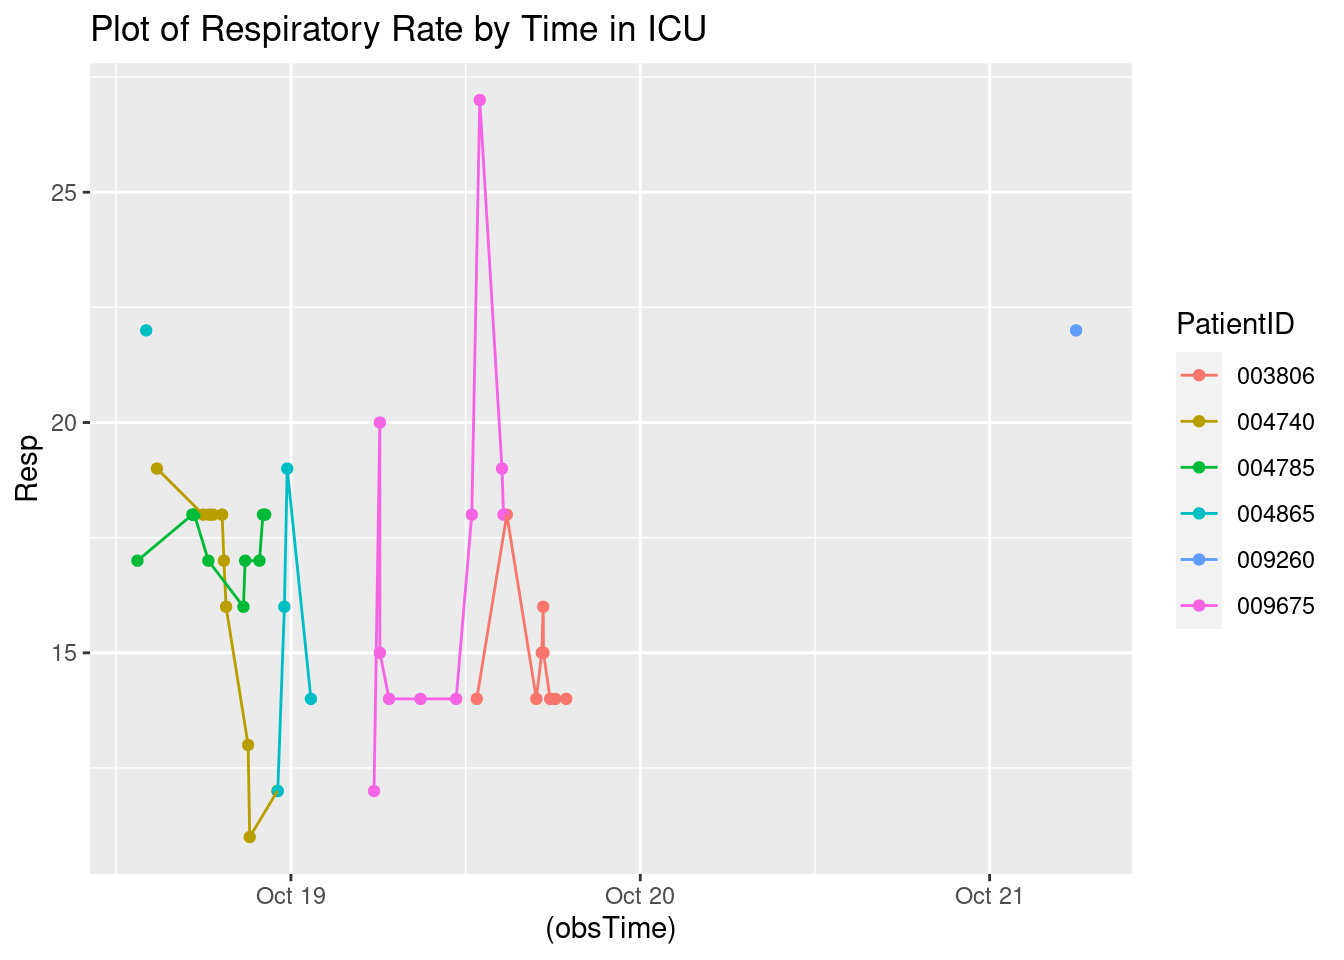 Plot of Respiratory Rate by Time in ICU
25
20
15
Resp
Oct 19
Oct 20
Oct 21
(obsTime)
PatientID
003806
004740
004785
004865
009260
009675